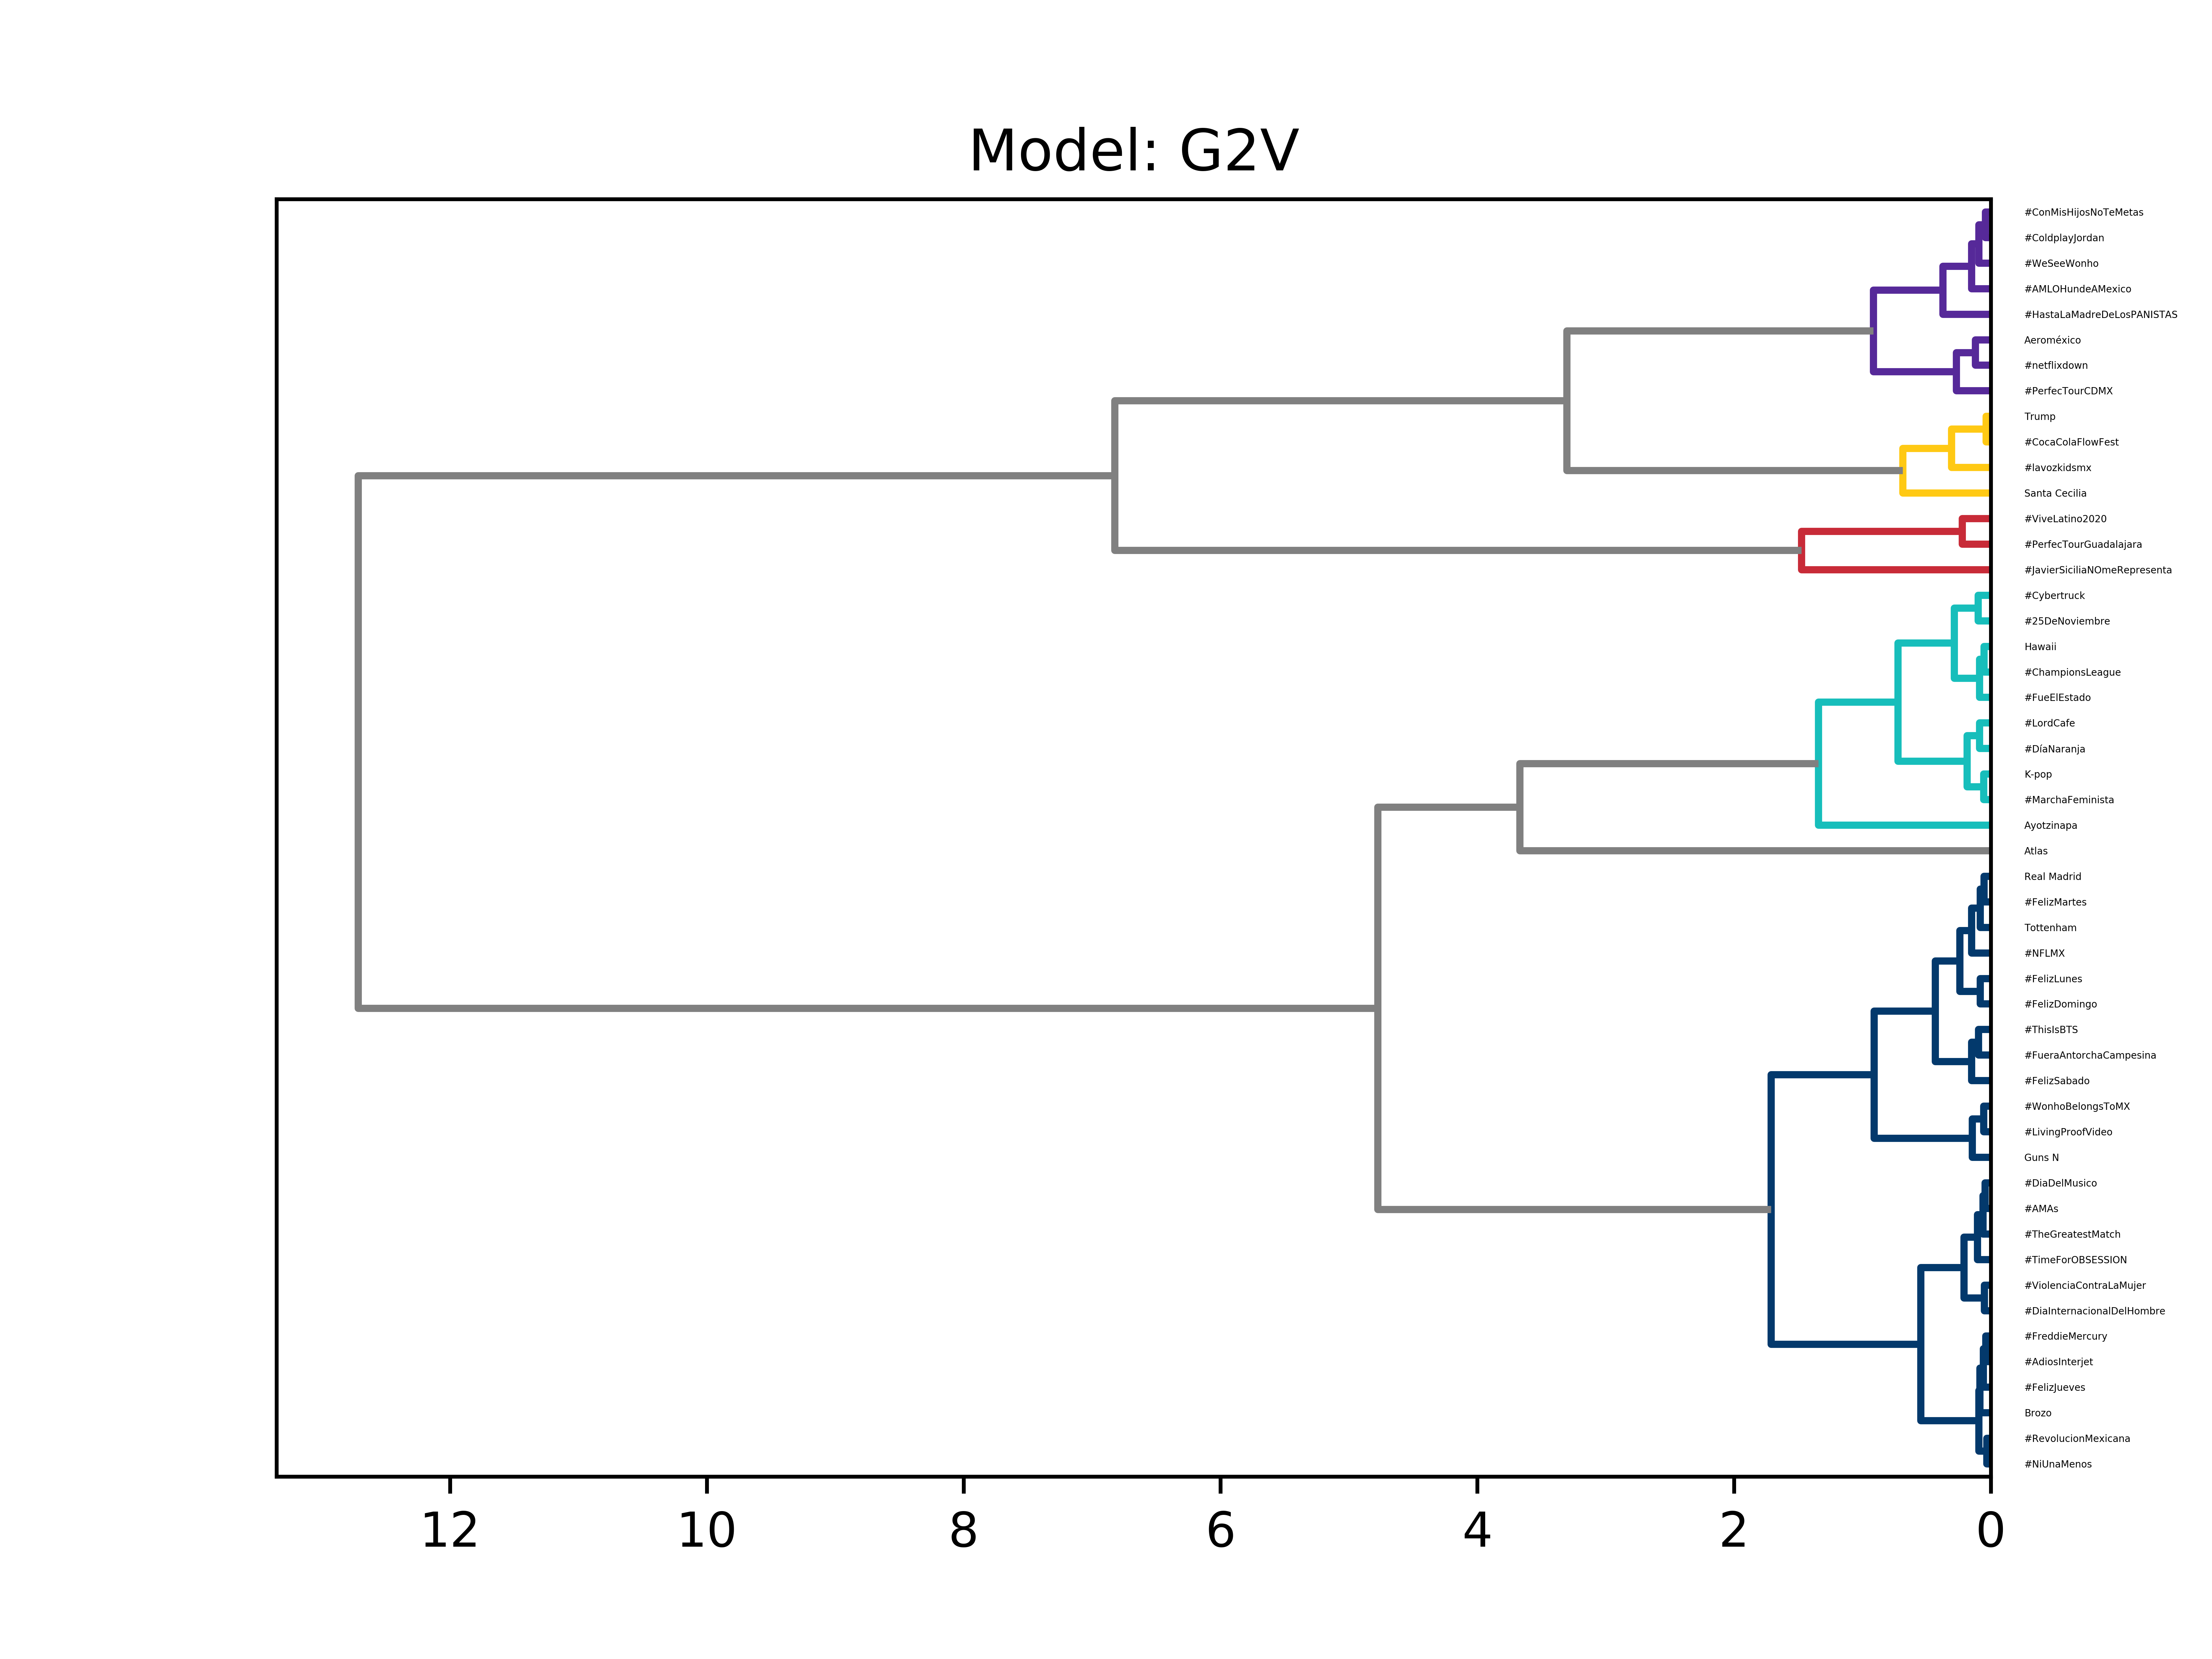 Model: G2V
#ConMisHijosNoTeMetas
#ColdplayJordan
#WeSeeWonho
#AMLOHundeAMexico
#HastaLaMadreDeLosPANISTAS
Aeroméxico
#netflixdown
#PerfecTourCDMX
Trump
#CocaColaFlowFest
#lavozkidsmx
Santa Cecilia
#ViveLatino2020
#PerfecTourGuadalajara
#JavierSiciliaNOmeRepresenta
#Cybertruck
#25DeNoviembre
Hawaii
#ChampionsLeague
#FueElEstado
#LordCafe
#DíaNaranja
K-pop
#MarchaFeminista
Ayotzinapa
Atlas
Real Madrid
#FelizMartes
Tottenham
#NFLMX
#FelizLunes
#FelizDomingo
#ThisIsBTS
#FueraAntorchaCampesina
#FelizSabado
#WonhoBelongsToMX
#LivingProofVideo
Guns N
#DiaDelMusico
#AMAs
#TheGreatestMatch
#TimeForOBSESSION
#ViolenciaContraLaMujer
#DiaInternacionalDelHombre
#FreddieMercury
#AdiosInterjet
#FelizJueves
Brozo
#RevolucionMexicana
#NiUnaMenos
12 10 8 6 4 2 0